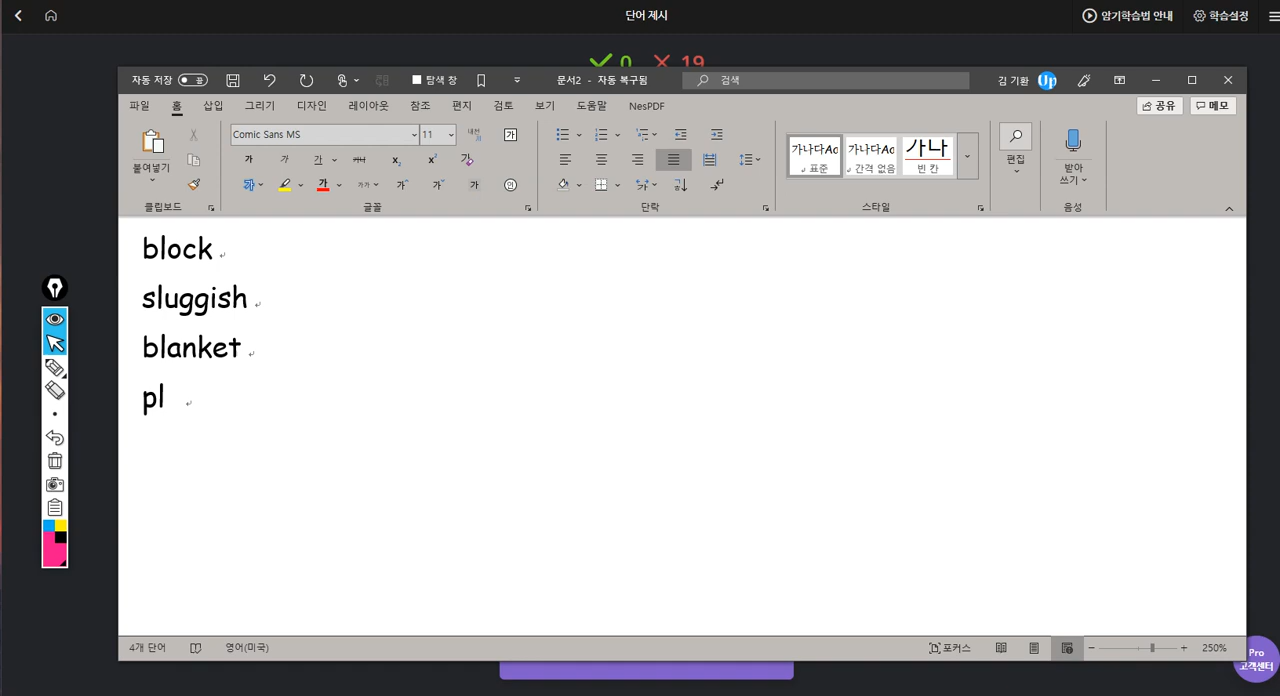 단어 제시
암기학습법 안내
학습설정
0 19
자동 저장 끔
탐색 창
문서2 - 자동 복구됨
검색
김 기환
Up
파일 홈 삽입 그리기 디자인 레이아웃 참조 편지 검토 보기 도움말 NesPDF
공유 메모
붙여넣기
클립보드
Comic Sans MS 11
글꼴
단락
가나다Aa 가나다Aa 가나
표준 간격 없음 빈 칸
스타일
편집
받아
쓰기
음성
block
sluggish
blanket
pl
4개 단어 영어(미국)
포커스
250%
Pro
고객센터